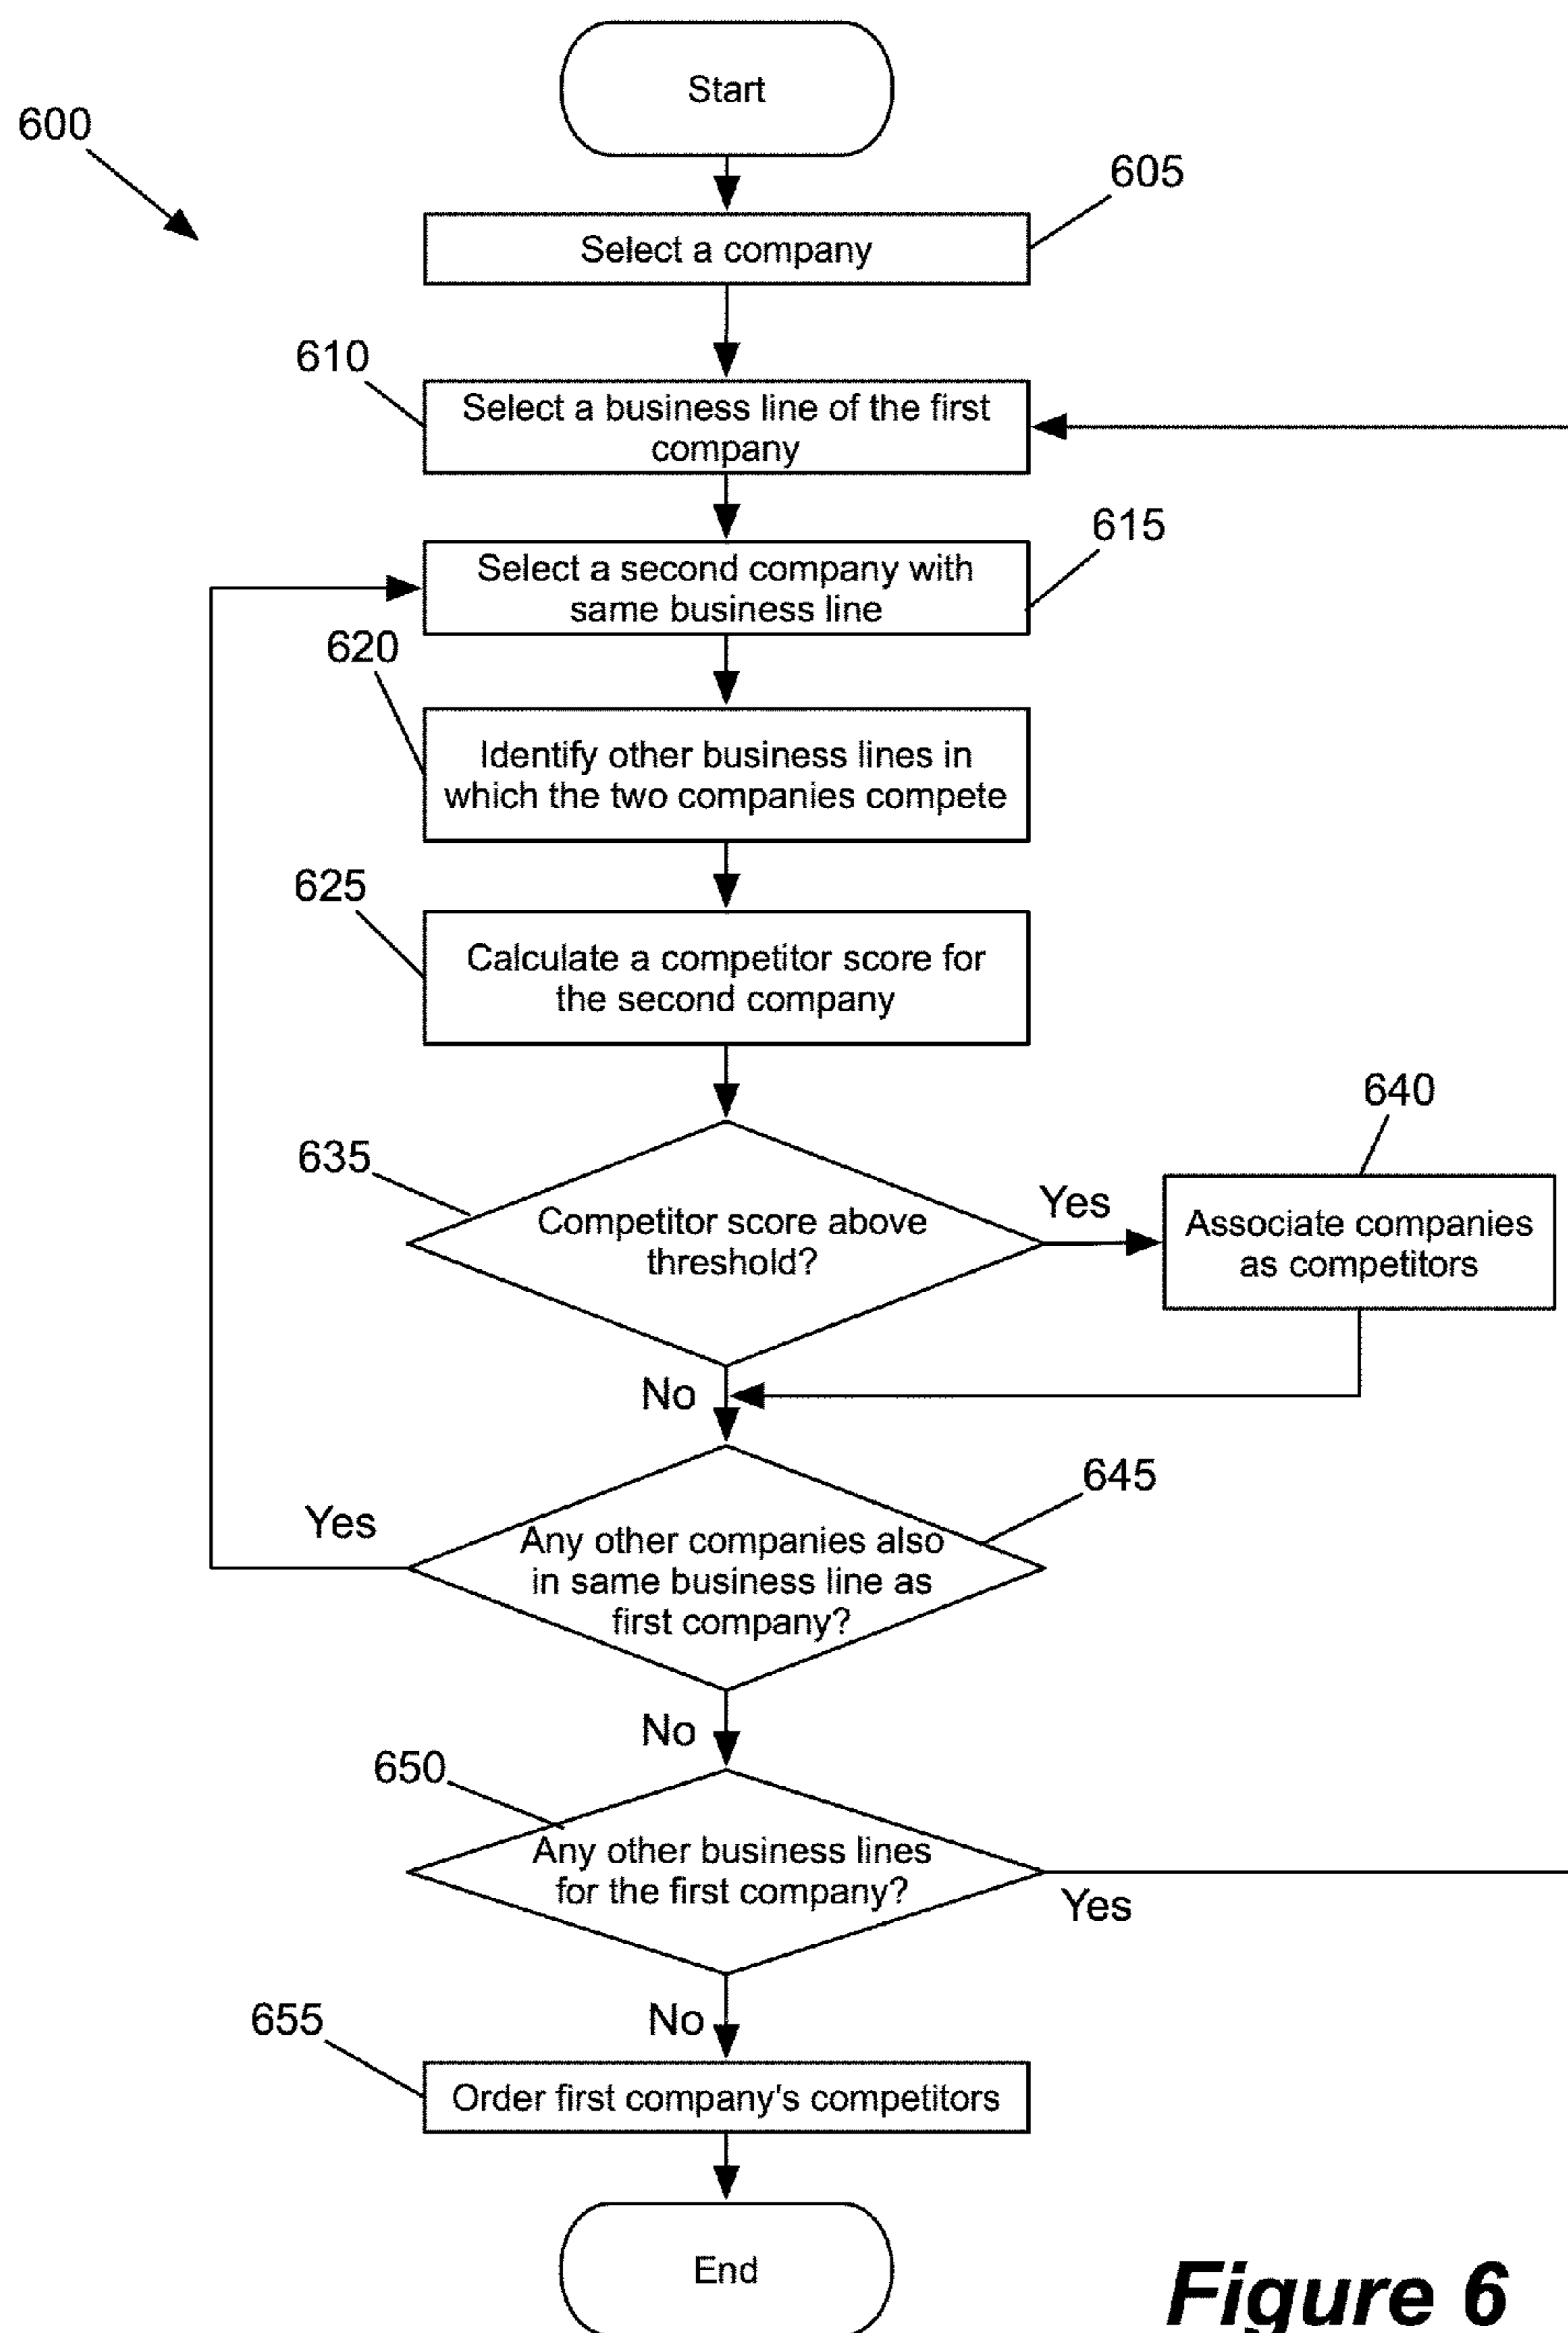 Start
600
605
Select a company
610
Select a business line of the first
company
615
Select a second company with
same business line
620
Identify other business lines in
which the two companies compete
625
Calculate a competitor score for
the second company
640
635
Yes
Competitor score above
threshold?
Associate companies
as competitors
No
645
Yes
Any other companies also
in same business line as
first company?
No
650
Any other business lines
for the first company?
Yes
No
655
Order first company's competitors
End
Figure 6